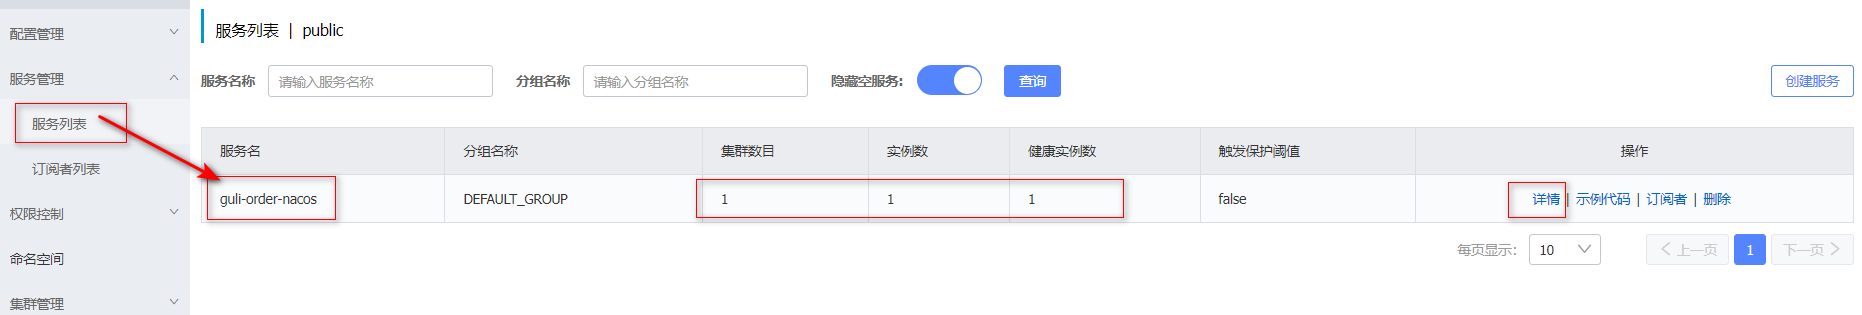 配置管理
服务管理
服务列表
订阅者列表
权限控制
命名空间
集群管理
服务列表 | public
服务名称 请输入服务名称 分组名称 请输入分组名称 隐藏空服务: 查询 创建服务
服务名 分组名称 集群数目 实例数 健康实例数 触发保护阈值 操作
guli-order-nacos DEFAULT_GROUP 1 1 1 false 详情 | 示例代码 | 订阅者 | 删除
每页显示: 10 上一页 1 下一页